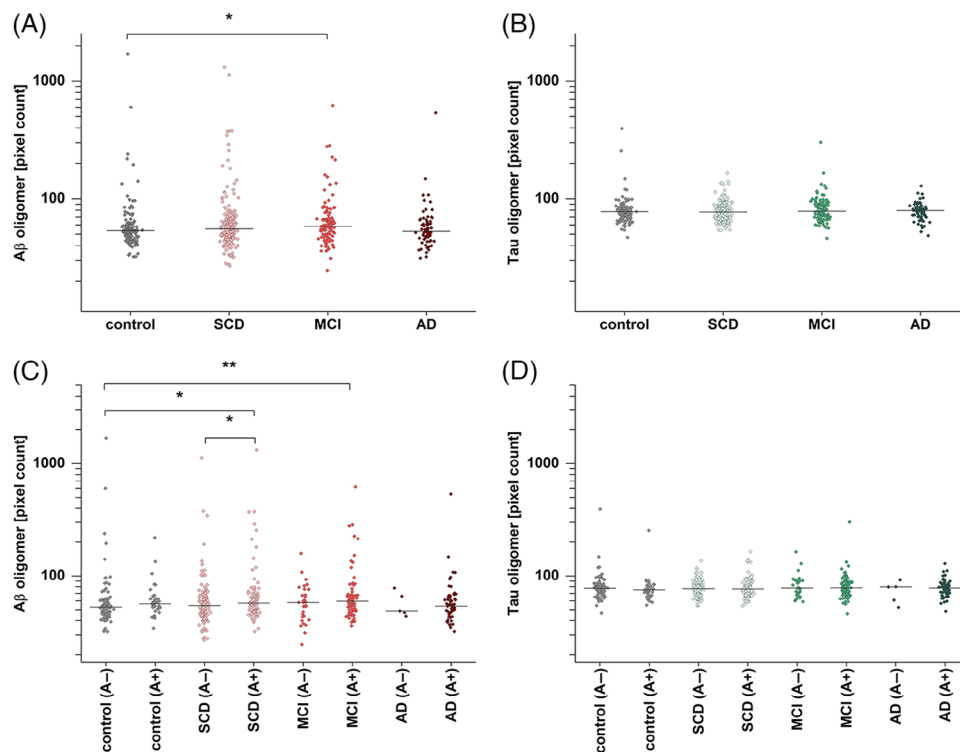 (A)
*
Aβ oligomer [pixel count]
1000
100
control SCD MCI AD
(B)
Tau oligomer [pixel count]
1000
100
control SCD MCI AD
(C)
**
*
*
Aβ oligomer [pixel count]
1000
100
control (A−) control (A+) SCD (A−) SCD (A+) MCI (A−) MCI (A+) AD (A−) AD (A+)
(D)
Tau oligomer [pixel count]
1000
100
control (A−) control (A+) SCD (A−) SCD (A+) MCI (A−) MCI (A+) AD (A−) AD (A+)